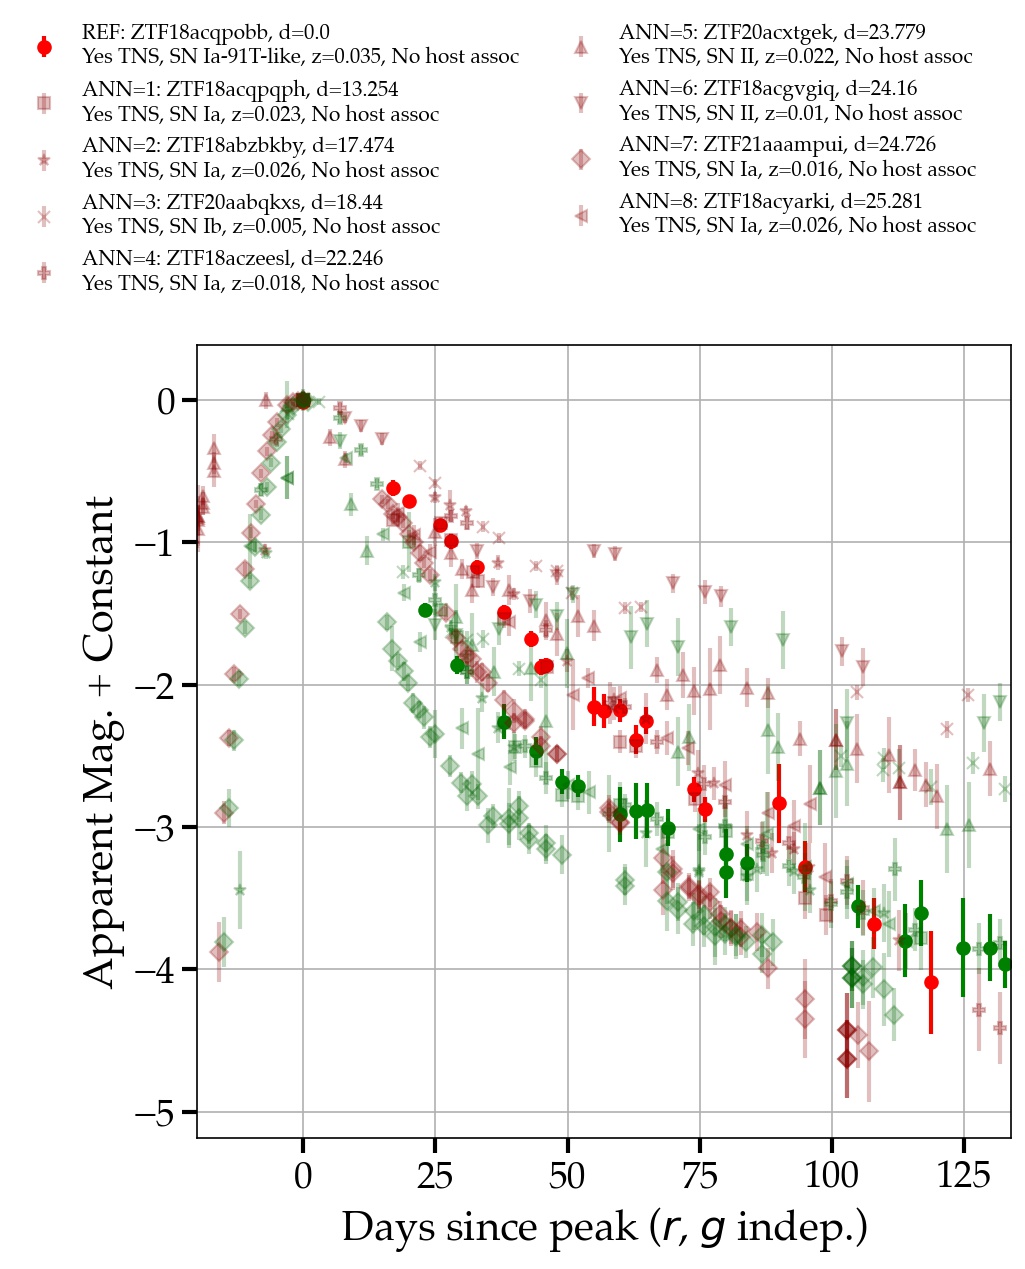 REF: ZTF18acqpobb, d=0.0
Yes TNS, SN Ia-91T-like, z=0.035, No host assoc
ANN=1: ZTF18acqpqph, d=13.254
Yes TNS, SN Ia, z=0.023, No host assoc
ANN=2: ZTF18abzbkby, d=17.474
Yes TNS, SN Ia, z=0.026, No host assoc
ANN=3: ZTF20aabqkxs, d=18.44
Yes TNS, SN Ib, z=0.005, No host assoc
ANN=4: ZTF18aczeesl, d=22.246
Yes TNS, SN Ia, z=0.018, No host assoc
ANN=5: ZTF20acxtgek, d=23.779
Yes TNS, SN II, z=0.022, No host assoc
ANN=6: ZTF18acgvgiq, d=24.16
Yes TNS, SN II, z=0.01, No host assoc
ANN=7: ZTF21aaampui, d=24.726
Yes TNS, SN Ia, z=0.016, No host assoc
ANN=8: ZTF18acyarki, d=25.281
Yes TNS, SN Ia, z=0.026, No host assoc
Apparent Mag. + Constant
0
−1
−2
−3
−4
−5
0 25 50 75 100 125
Days since peak (r, g indep.)